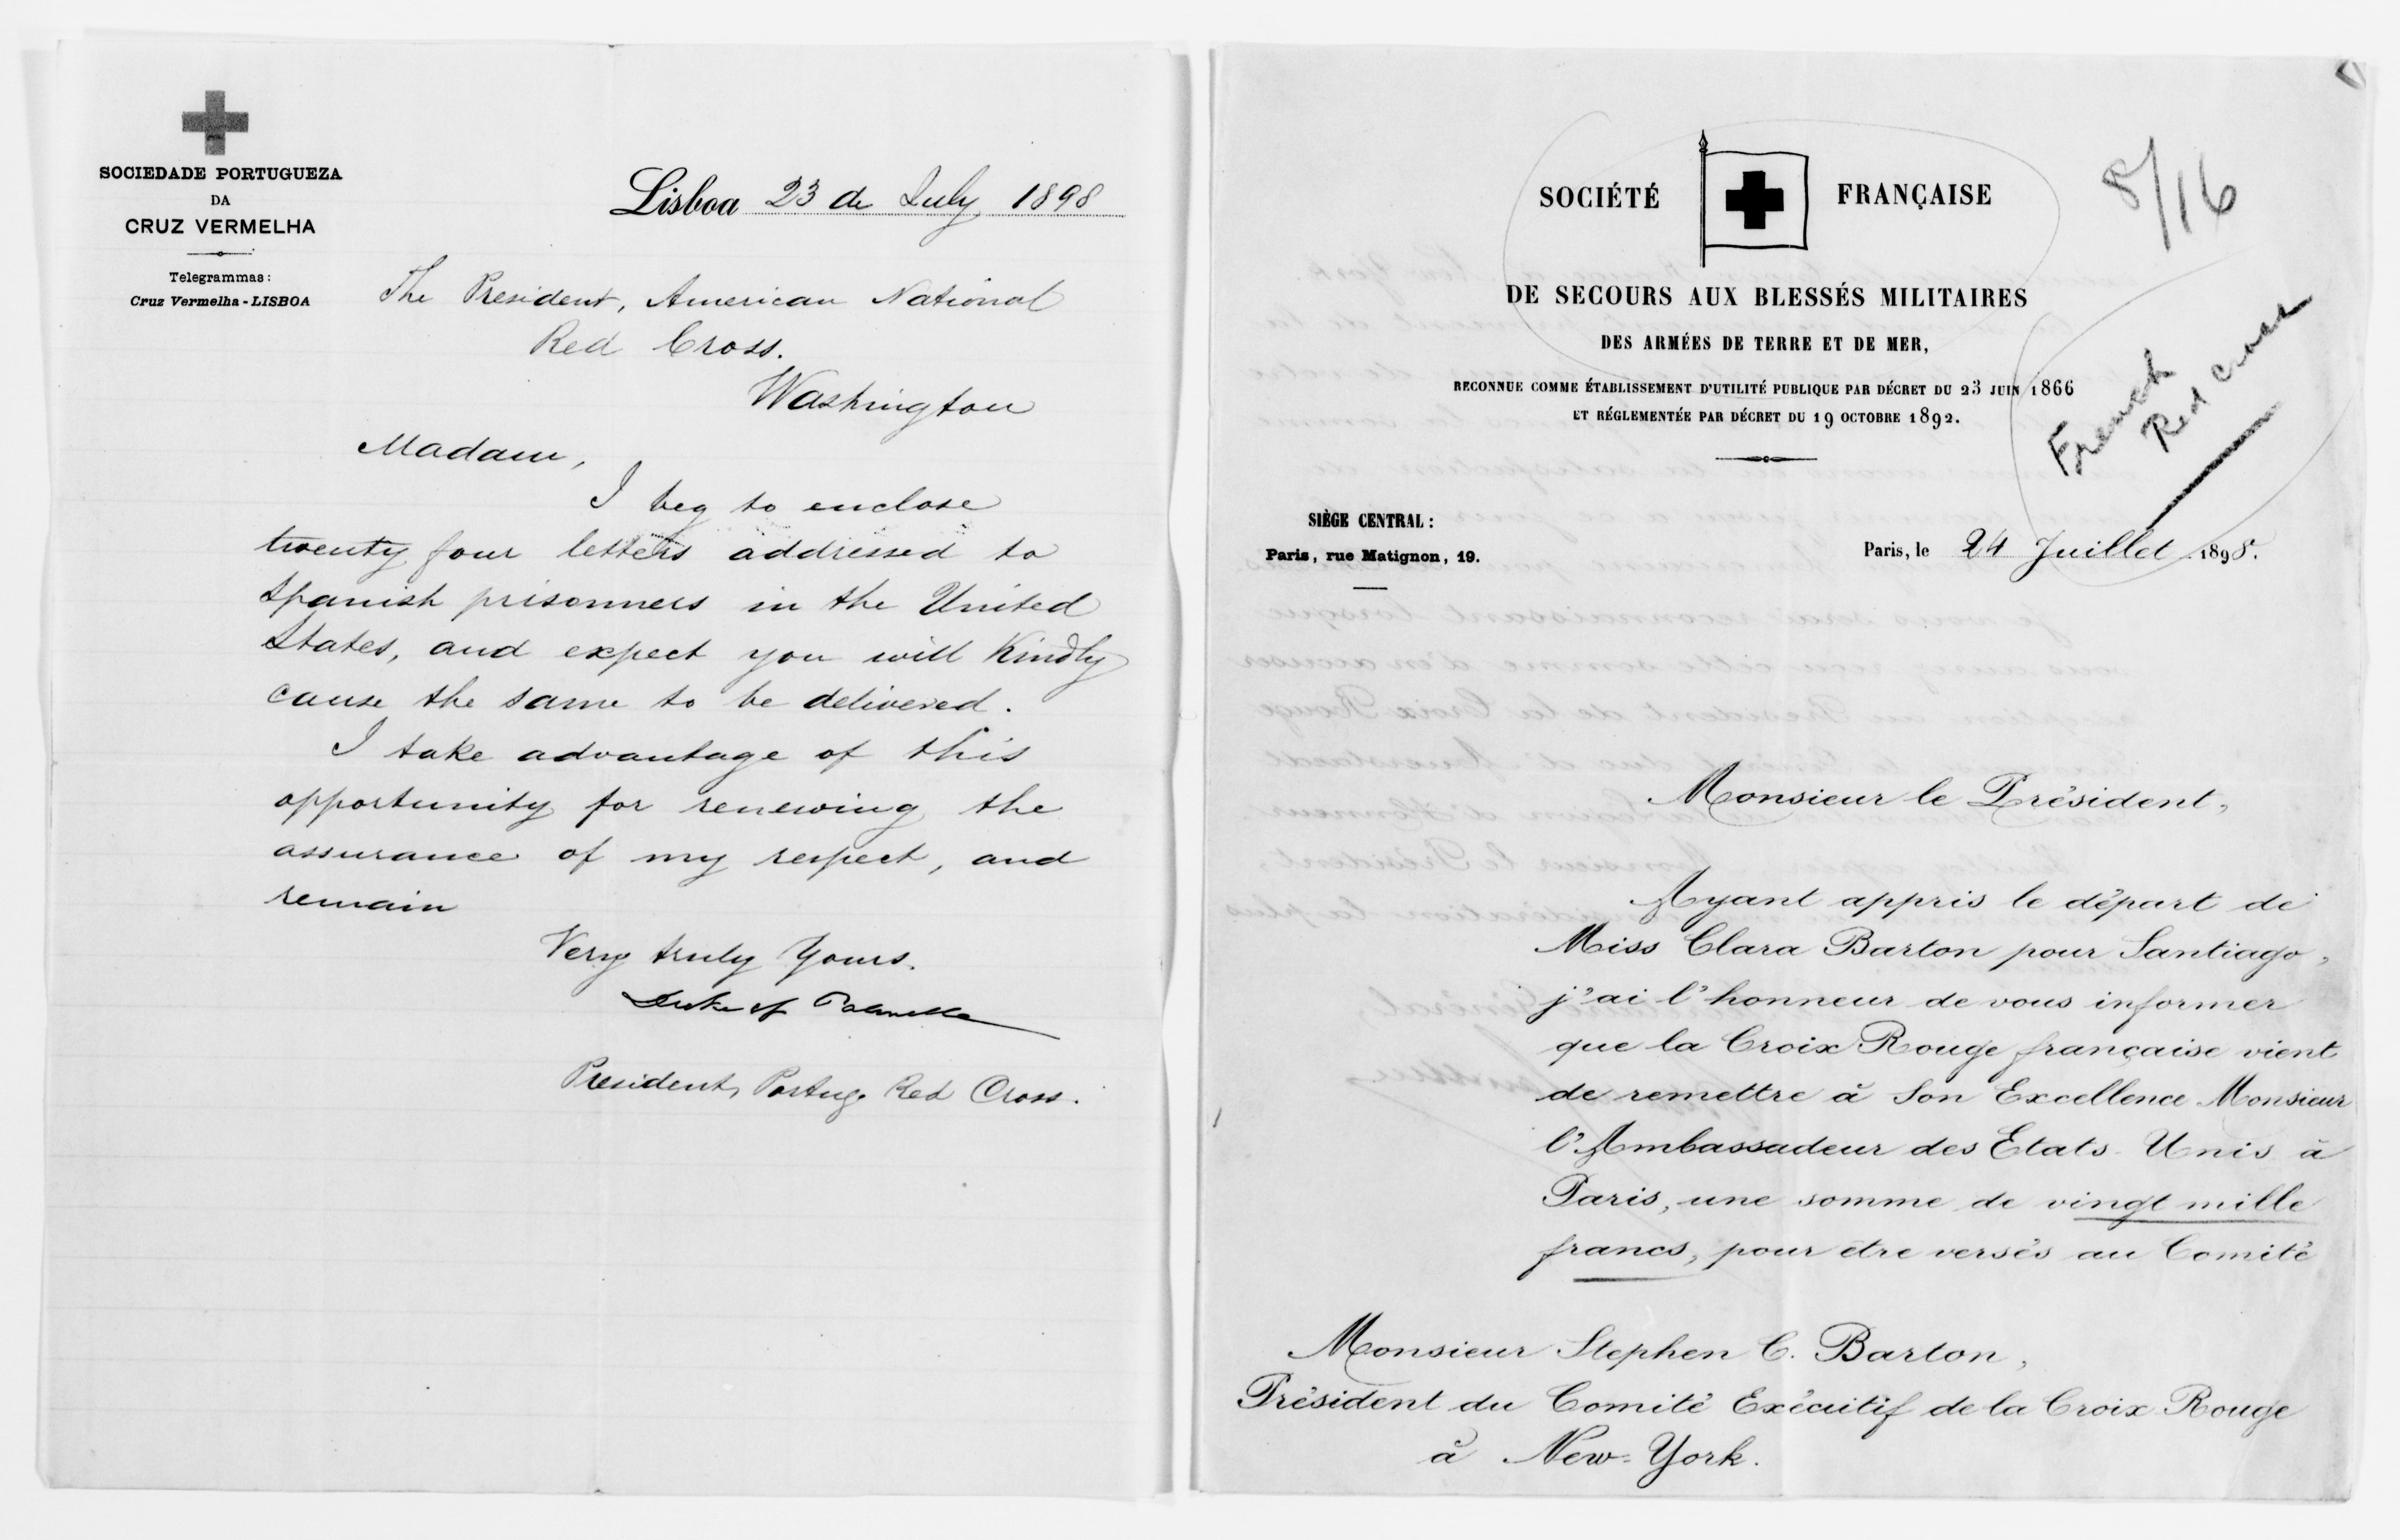 SOCIEDADE PORTUGUEZA
DA
CRUZ VERMELHA
Telegrammas:
Cruz Vermelha - LISBOA
Lisboa 23 de July 1898
The President, American National
Red Cross.
Washington
Madam,
I beg to enclose
twenty four letters addressed to
Spanish prisonners in the United
States, and expect you will Kindly
cause the same to be delivered.
I take advantage of this
opportunity for renewing the
assurance of my respect, and
remain
Very truly Yours.
Duke of Palmella
President, Portug. Red Cross.
8/16
SOCIÉTÉ FRANÇAISE
DE SECOURS AUX BLESSÉS MILITAIRES
DES ARMÉES DE TERRE ET DE MER,
RECONNUE COMME ÉTABLISSEMENT D'UTILITÉ PUBLIQUE PAR DÉCRET DU 23 JUIN 1866
ET RÉGLEMENTÉE PAR DÉCRET DU 19 OCTOBRE 1892.
French
Red Cross
SIÈGE CENTRAL:
Paris, rue Matignon, 19.
Paris, le 24 Juillet 1898.
Monsieur le Président,
Ayant appris le départ de
Miss Clara Barton pour Santiago,
j'ai l'honneur de vous informer
que la Croix Rouge française vient
de remettre à Son Excellence Monsieur
l'Ambassadeur des Etats-Unis à
Paris, une somme de vingt mille
francs, pour être versés au Comité
Monsieur Stephen C. Barton,
Président du Comité Exécutif de la Croix Rouge
à New-York.